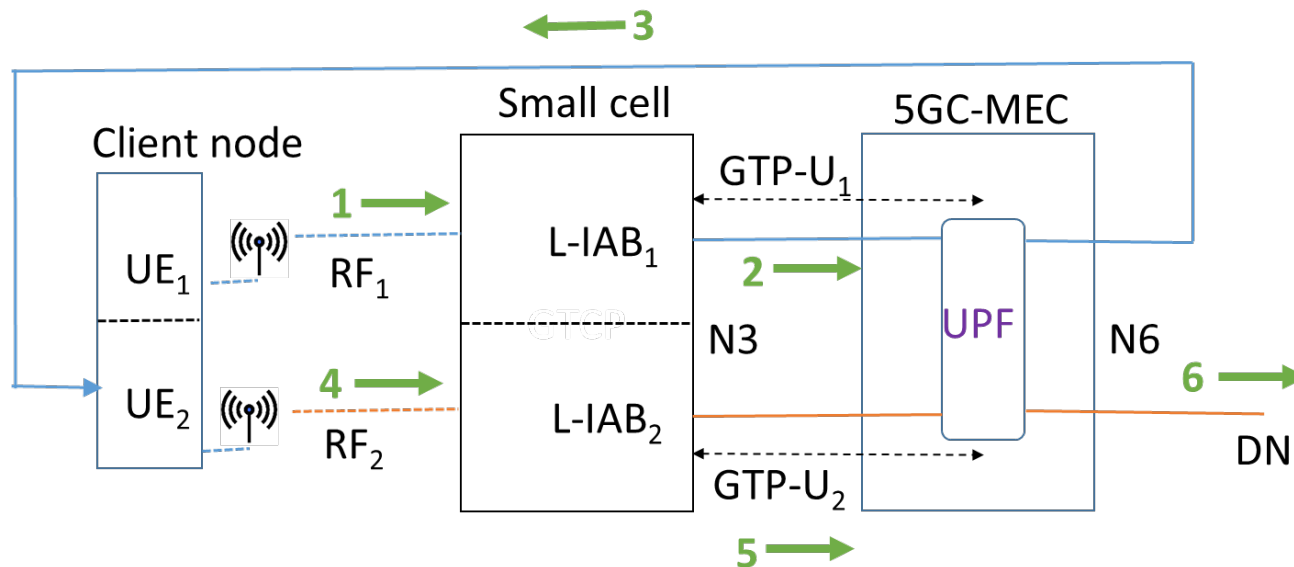 3
Small cell
5GC-MEC
Client node
GTP-U1
1
L-IAB1
UE1
RF1
2
GTCP
UPF
N3
N6
4
6
UE2
L-IAB2
RF2
DN
GTP-U2
5